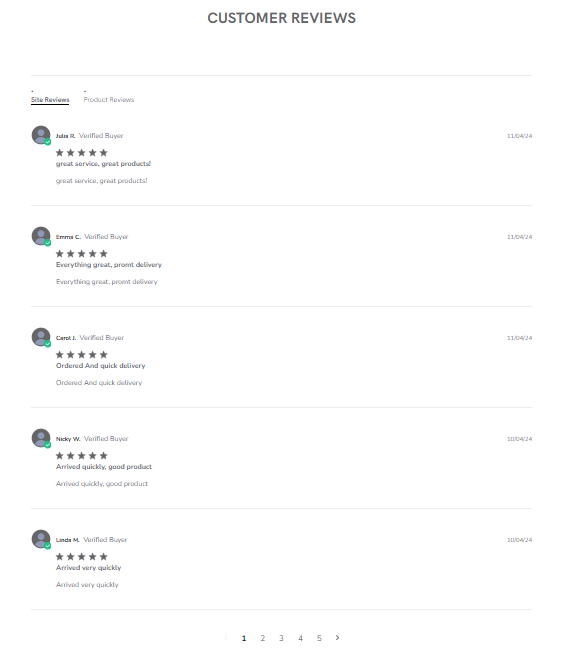 CUSTOMER REVIEWS
Site Reviews Product Reviews
Julia R. Verified Buyer 11/04/24
great service, great products!
great service, great products!
Emma C. Verified Buyer 11/04/24
Everything great, promt delivery
Everything great, promt delivery
Carol J. Verified Buyer 11/04/24
Ordered And quick delivery
Ordered And quick delivery
Nicky W. Verified Buyer 10/04/24
Arrived quickly, good product
Arrived quickly, good product
Linda M. Verified Buyer 10/04/24
Arrived very quickly
Arrived very quickly
1 2 3 4 5 >